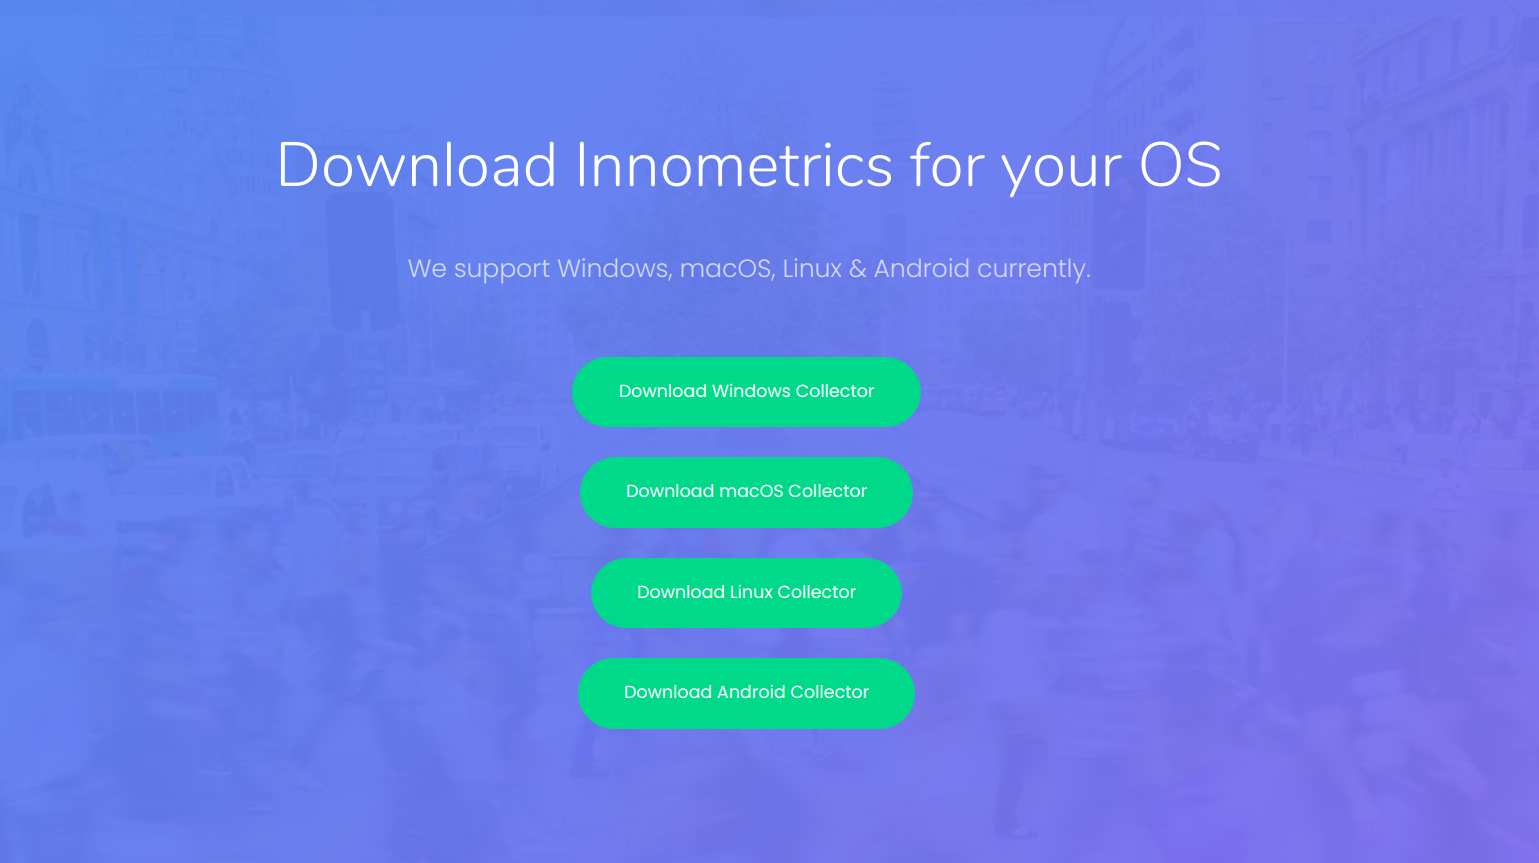 Download Innometrics for your OS
We support Windows, macOS, Linux & Android currently.
Download Windows Collector
Download macOS Collector
Download Linux Collector
Download Android Collector